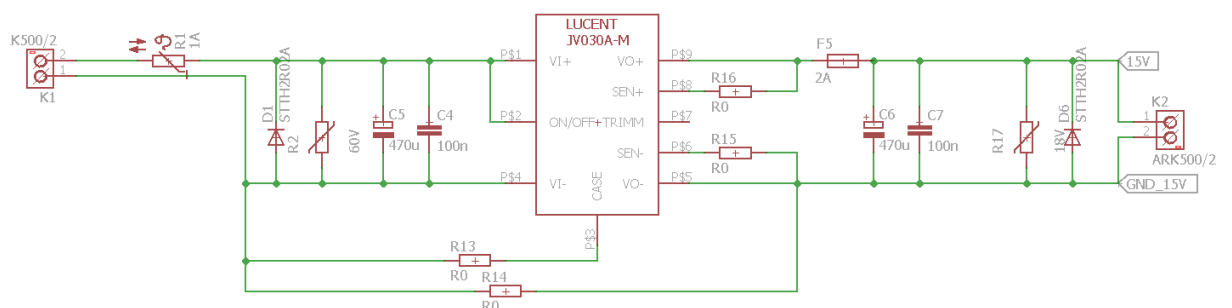 LUCENT
JV030A-M
K500/2
2
1
K1
R1
1A
D1
STTH2R02A
R2
60V
C5
470u
C4
100n
P$1
VI+
P$2
ON/OFF+TRIMM
P$4
VI-
CASE
P$3
VO+
P$9
SEN+
P$8
P$7
SEN-
P$6
VO-
P$5
R16
R0
R15
R0
R13
R0
R14
R0
F5
2A
C6
470u
C7
100n
R17
18V
D6
STTH2R02A
15V
K2
1
2
ARK500/2
GND_15V